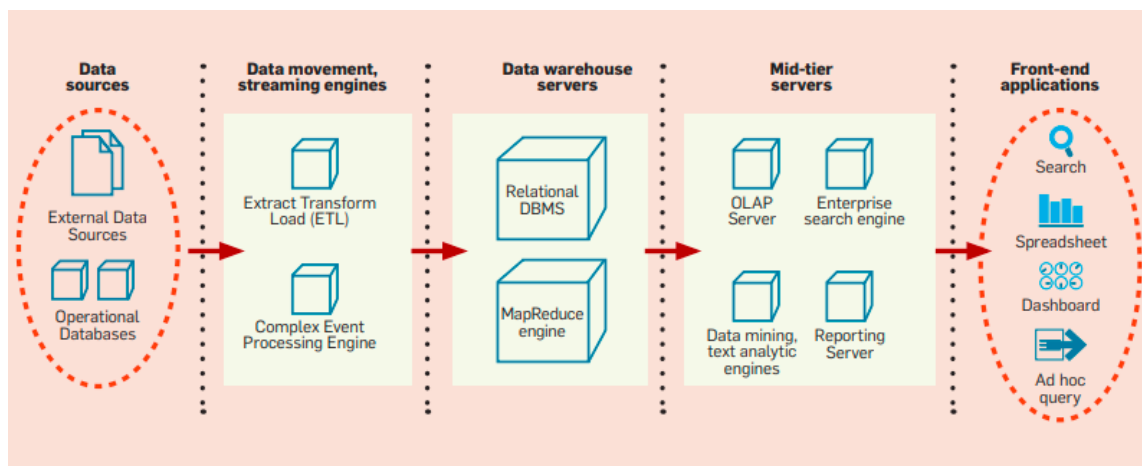 Data
sources
Data movement,
streaming engines
Data warehouse
servers
Mid-tier
servers
Front-end
applications
External Data
Sources
Operational
Databases
Extract Transform
Load (ETL)
Complex Event
Processing Engine
Relational
DBMS
MapReduce
engine
OLAP
Server
Enterprise
search engine
Data mining,
text analytic
engines
Reporting
Server
Search
Spreadsheet
Dashboard
Ad hoc
query